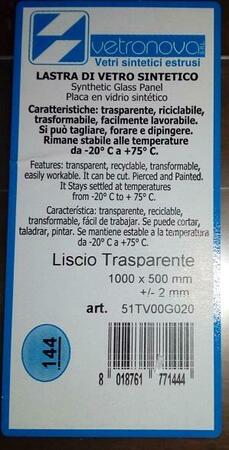 vetronova
Vetri sintetici estrusi
LASTRA DI VETRO SINTETICO
Synthetic Glass Panel
Placa en vidrio sintético
Caratteristiche: trasparente, riciclabile,
trasformabile, facilmente lavorabile.
Si può tagliare, forare e dipingere.
Rimane stabile alle temperature
da -20° C a +75° C.
Features: transparent, recyclable, transformable,
easily workable. It can be cut. Pierced and Painted.
It Stays settled at temperatures
from -20° C to + 75° C.
Característica: transparente, reciclable,
transformable, fácil de trabajar. Se puede cortar,
taladrar, pintar. Se mantiene estable a la temperatura
da -20° C a +75° C.
Liscio Trasparente
1000 x 500 mm
+/- 2 mm
art. 51TV00G020
144
8 018761 771444